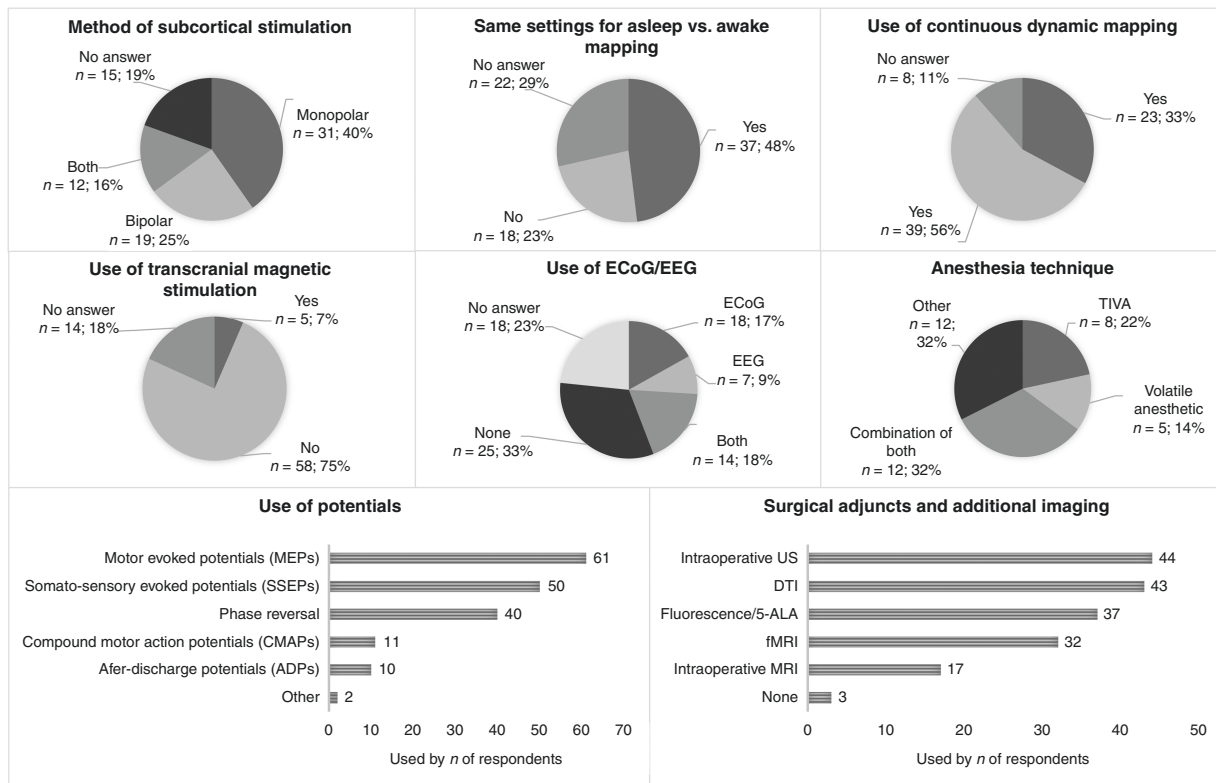 Method of subcortical stimulation
No answer
n = 15; 19%
Monopolar
n = 31; 40%
Both
n = 12; 16%
Bipolar
n = 19; 25%
Same settings for asleep vs. awake
mapping
No answer
n = 22; 29%
Yes
n = 37; 48%
No
n = 18; 23%
Use of continuous dynamic mapping
No answer
n = 8; 11%
Yes
n = 23; 33%
Yes
n = 39; 56%
Use of transcranial magnetic
stimulation
No answer
n = 14; 18%
Yes
n = 5; 7%
No
n = 58; 75%
Use of ECoG/EEG
No answer
n = 18; 23%
ECoG
n = 18; 17%
EEG
n = 7; 9%
None
n = 25; 33%
Both
n = 14; 18%
Anesthesia technique
Other
n = 12;
32%
TIVA
n = 8; 22%
Volatile
anesthetic
n = 5; 14%
Combination of
both
n = 12; 32%
Use of potentials
Motor evoked potentials (MEPs) 61
Somato-sensory evoked potentials (SSEPs) 50
Phase reversal 40
Compound motor action potentials (CMAPs) 11
Afer-discharge potentials (ADPs) 10
Other 2
0 10 20 30 40 50 60 70
Used by n of respondents
Surgical adjuncts and additional imaging
Intraoperative US 44
DTI 43
Fluorescence/5-ALA 37
fMRI 32
Intraoperative MRI 17
None 3
0 10 20 30 40 50
Used by n of respondents